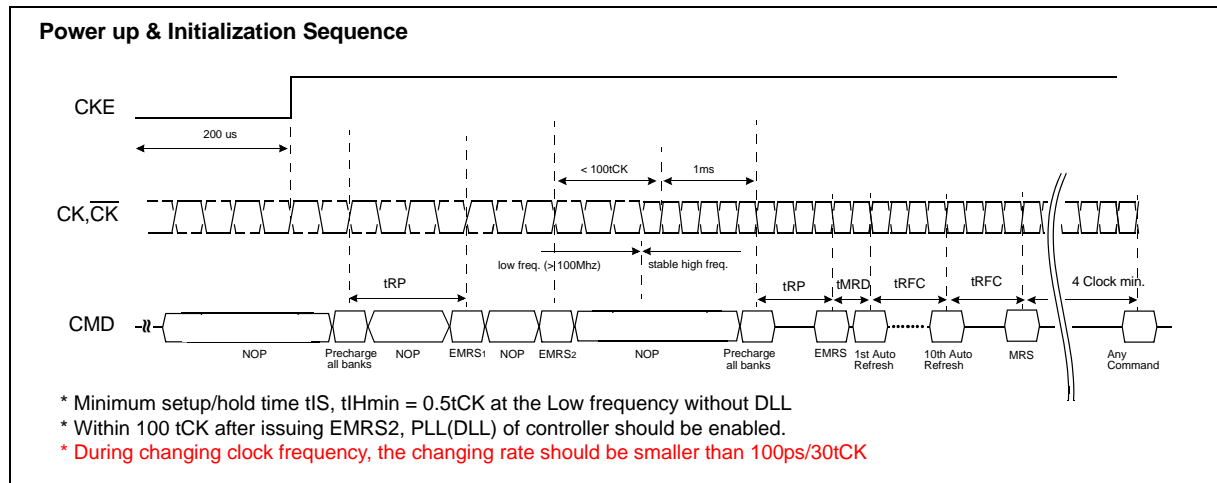 Power up & Initialization Sequence
CKE
200 us
< 100tCK
1ms
CK,CK
low freq. (> 100Mhz)
stable high freq.
tRP
tRP
tMRD
tRFC
tRFC
4 Clock min.
CMD
NOP
Precharge
all banks
NOP
EMRS1
NOP
EMRS2
NOP
Precharge
all banks
EMRS
1st Auto
Refresh
10th Auto
Refresh
MRS
Any
Command
* Minimum setup/hold time tIS, tIHmin = 0.5tCK at the Low frequency without DLL
* Within 100 tCK after issuing EMRS2, PLL(DLL) of controller should be enabled.
* During changing clock frequency, the changing rate should be smaller than 100ps/30tCK